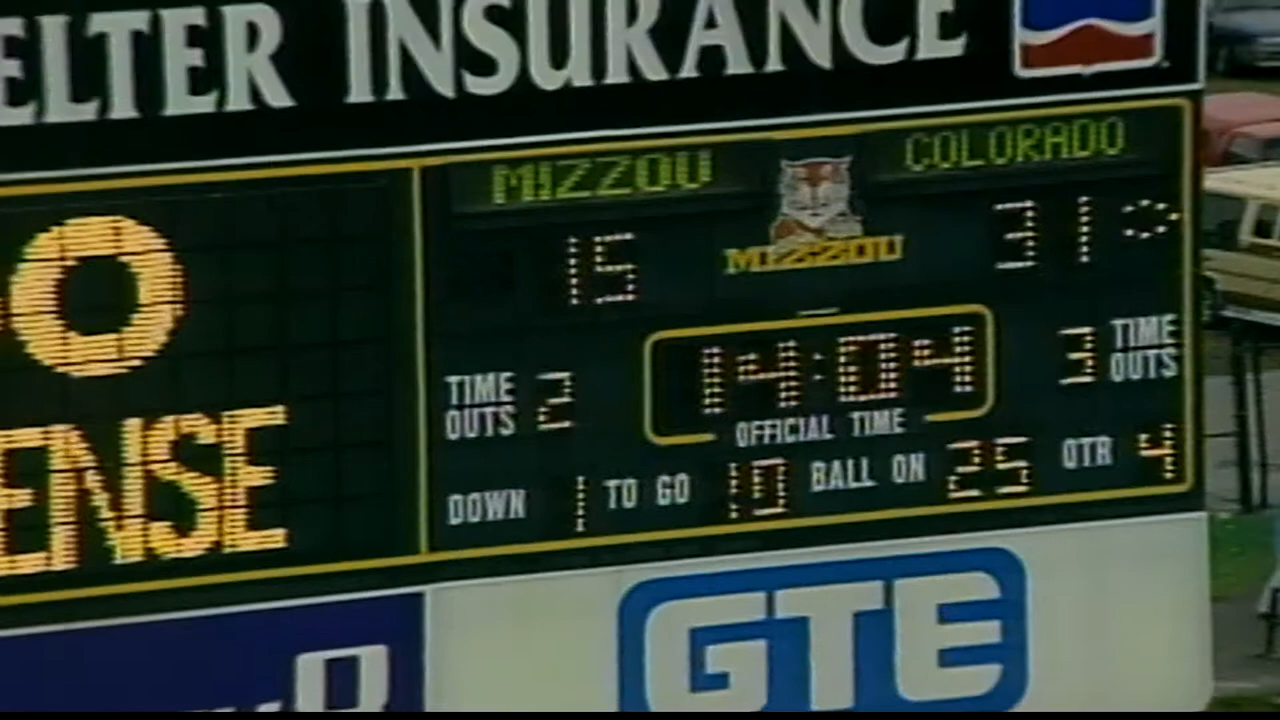 ELTER INSURANCE
MIZZOU
COLORADO
15
MIZZOU
31
O
ENSE
TIME OUTS 2
14:04
3 TIME OUTS
OFFICIAL TIME
DOWN 1 TO GO 10 BALL ON 25 QTR 4
GTE